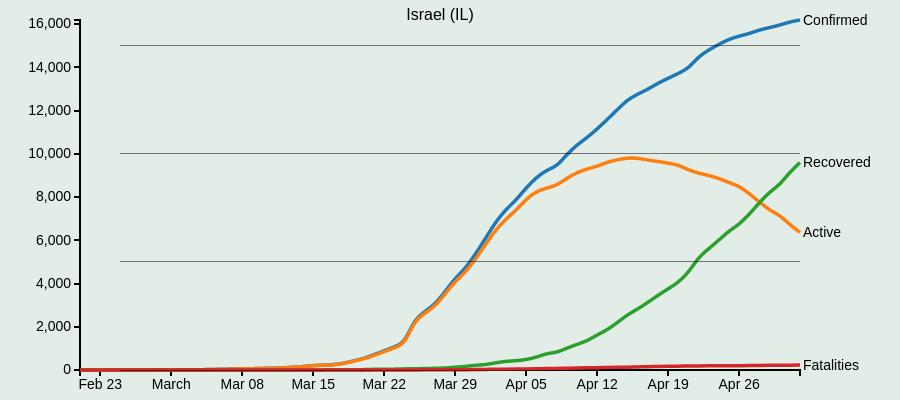 Israel (IL)
16,000
14,000
12,000
10,000
8,000
6,000
4,000
2,000
0
Confirmed
Recovered
Active
Fatalities
Feb 23 March Mar 08 Mar 15 Mar 22 Mar 29 Apr 05 Apr 12 Apr 19 Apr 26